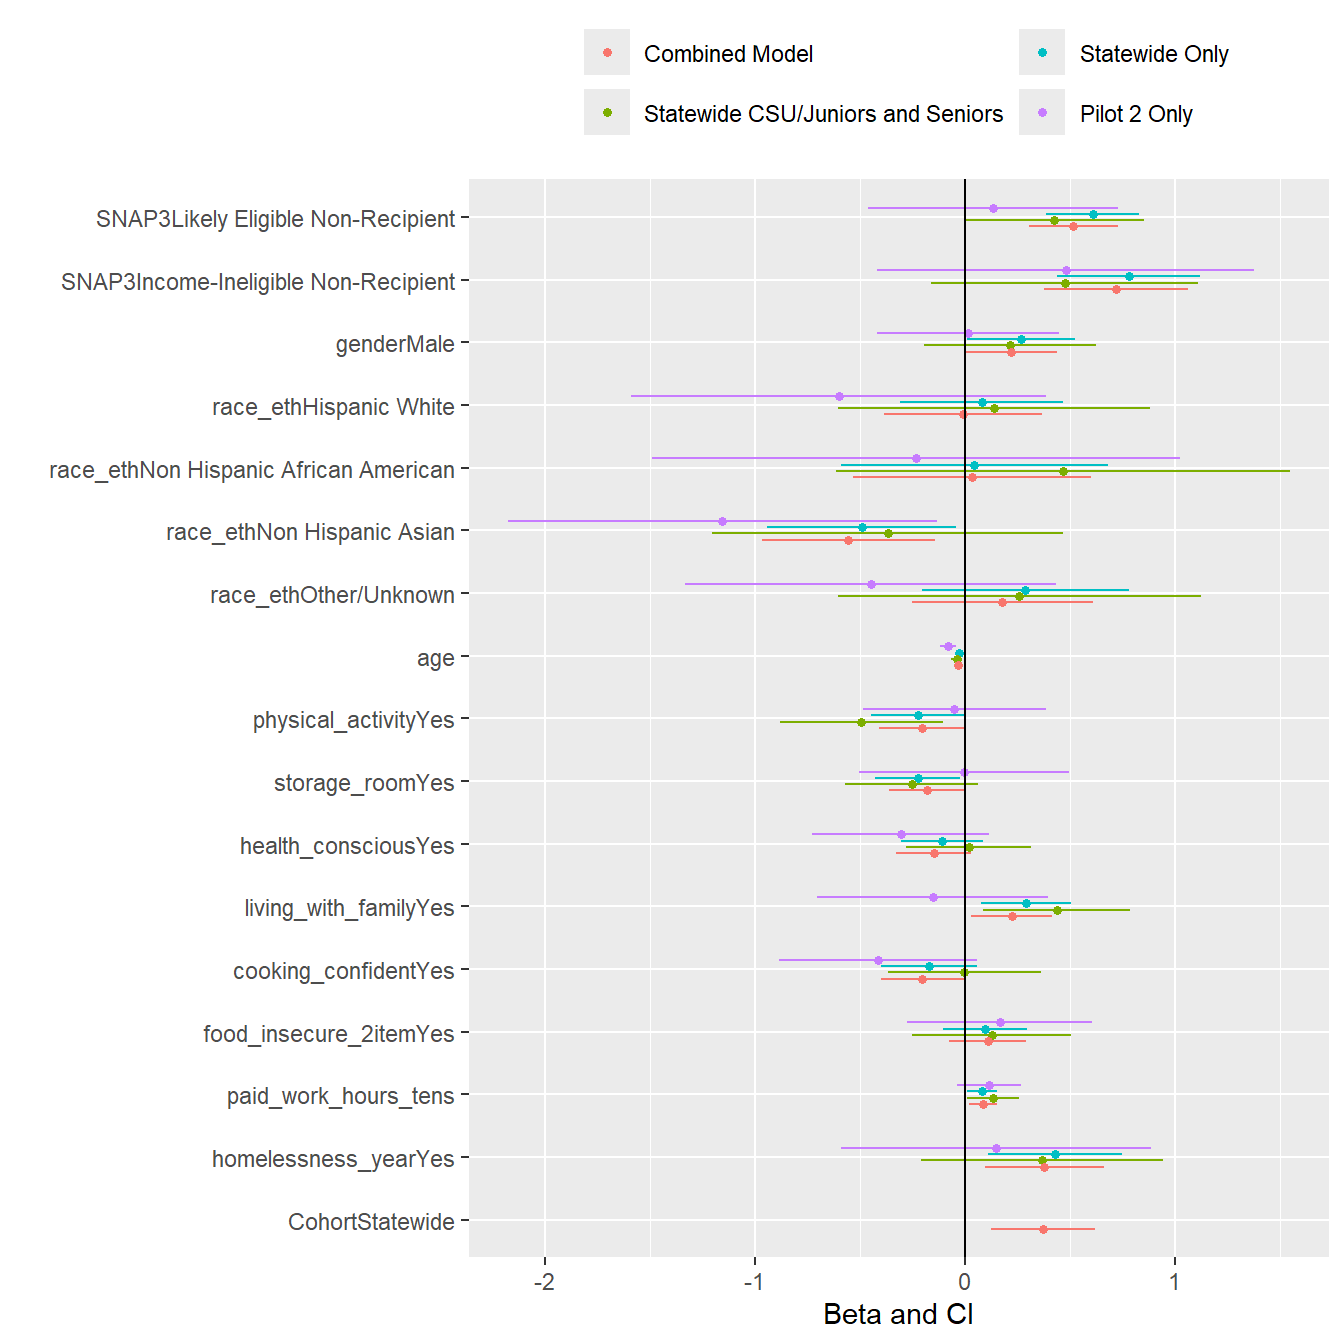 Combined Model
Statewide Only
Statewide CSU/Juniors and Seniors
Pilot 2 Only
SNAP3Likely Eligible Non-Recipient
SNAP3Income-Ineligible Non-Recipient
genderMale
race_ethHispanic White
race_ethNon Hispanic African American
race_ethNon Hispanic Asian
race_ethOther/Unknown
age
physical_activityYes
storage_roomYes
health_consciousYes
living_with_familyYes
cooking_confidentYes
food_insecure_2itemYes
paid_work_hours_tens
homelessness_yearYes
CohortStatewide
-2
-1
0
1
Beta and CI